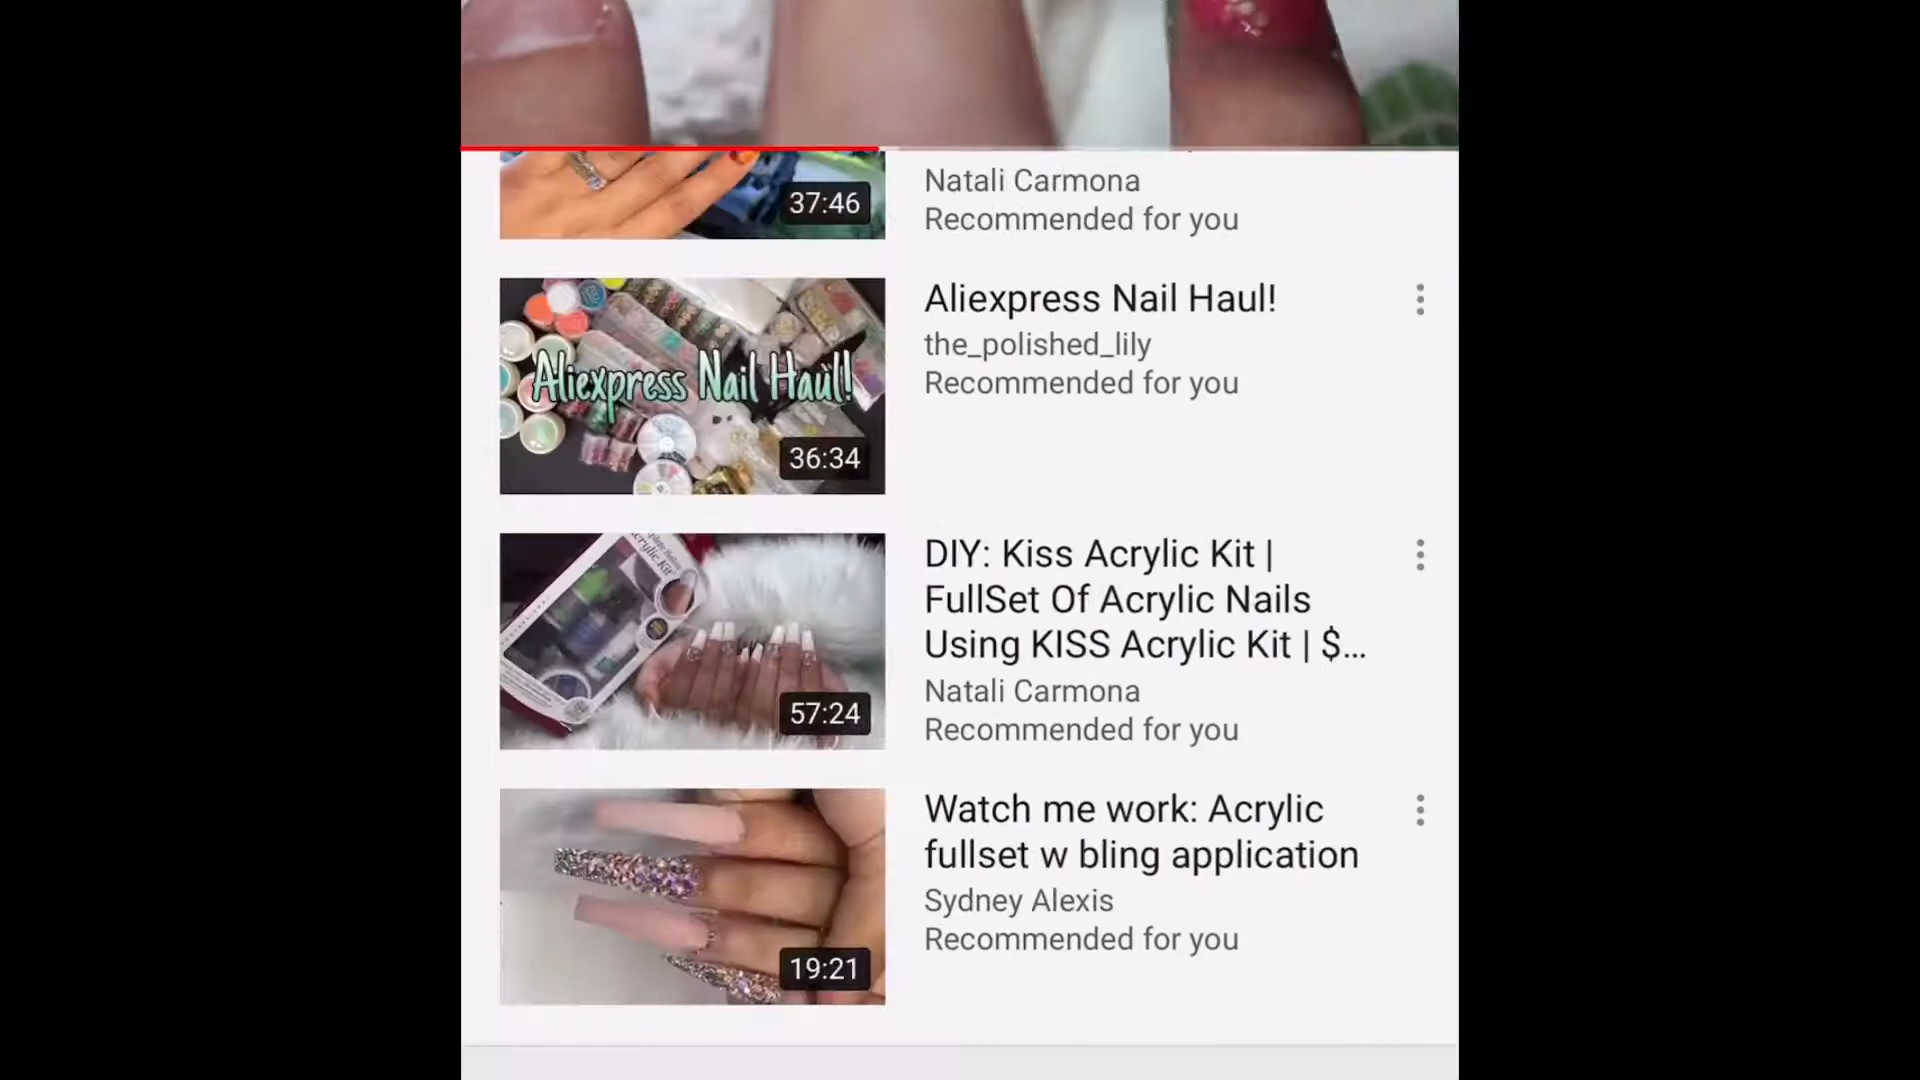 37:46
Natali Carmona
Recommended for you
Aliexpress Nail Haul!
36:34
Aliexpress Nail Haul!
the_polished_lily
Recommended for you
Acrylic Kit
57:24
DIY: Kiss Acrylic Kit |
FullSet Of Acrylic Nails
Using KISS Acrylic Kit | $...
Natali Carmona
Recommended for you
19:21
Watch me work: Acrylic
fullset w bling application
Sydney Alexis
Recommended for you